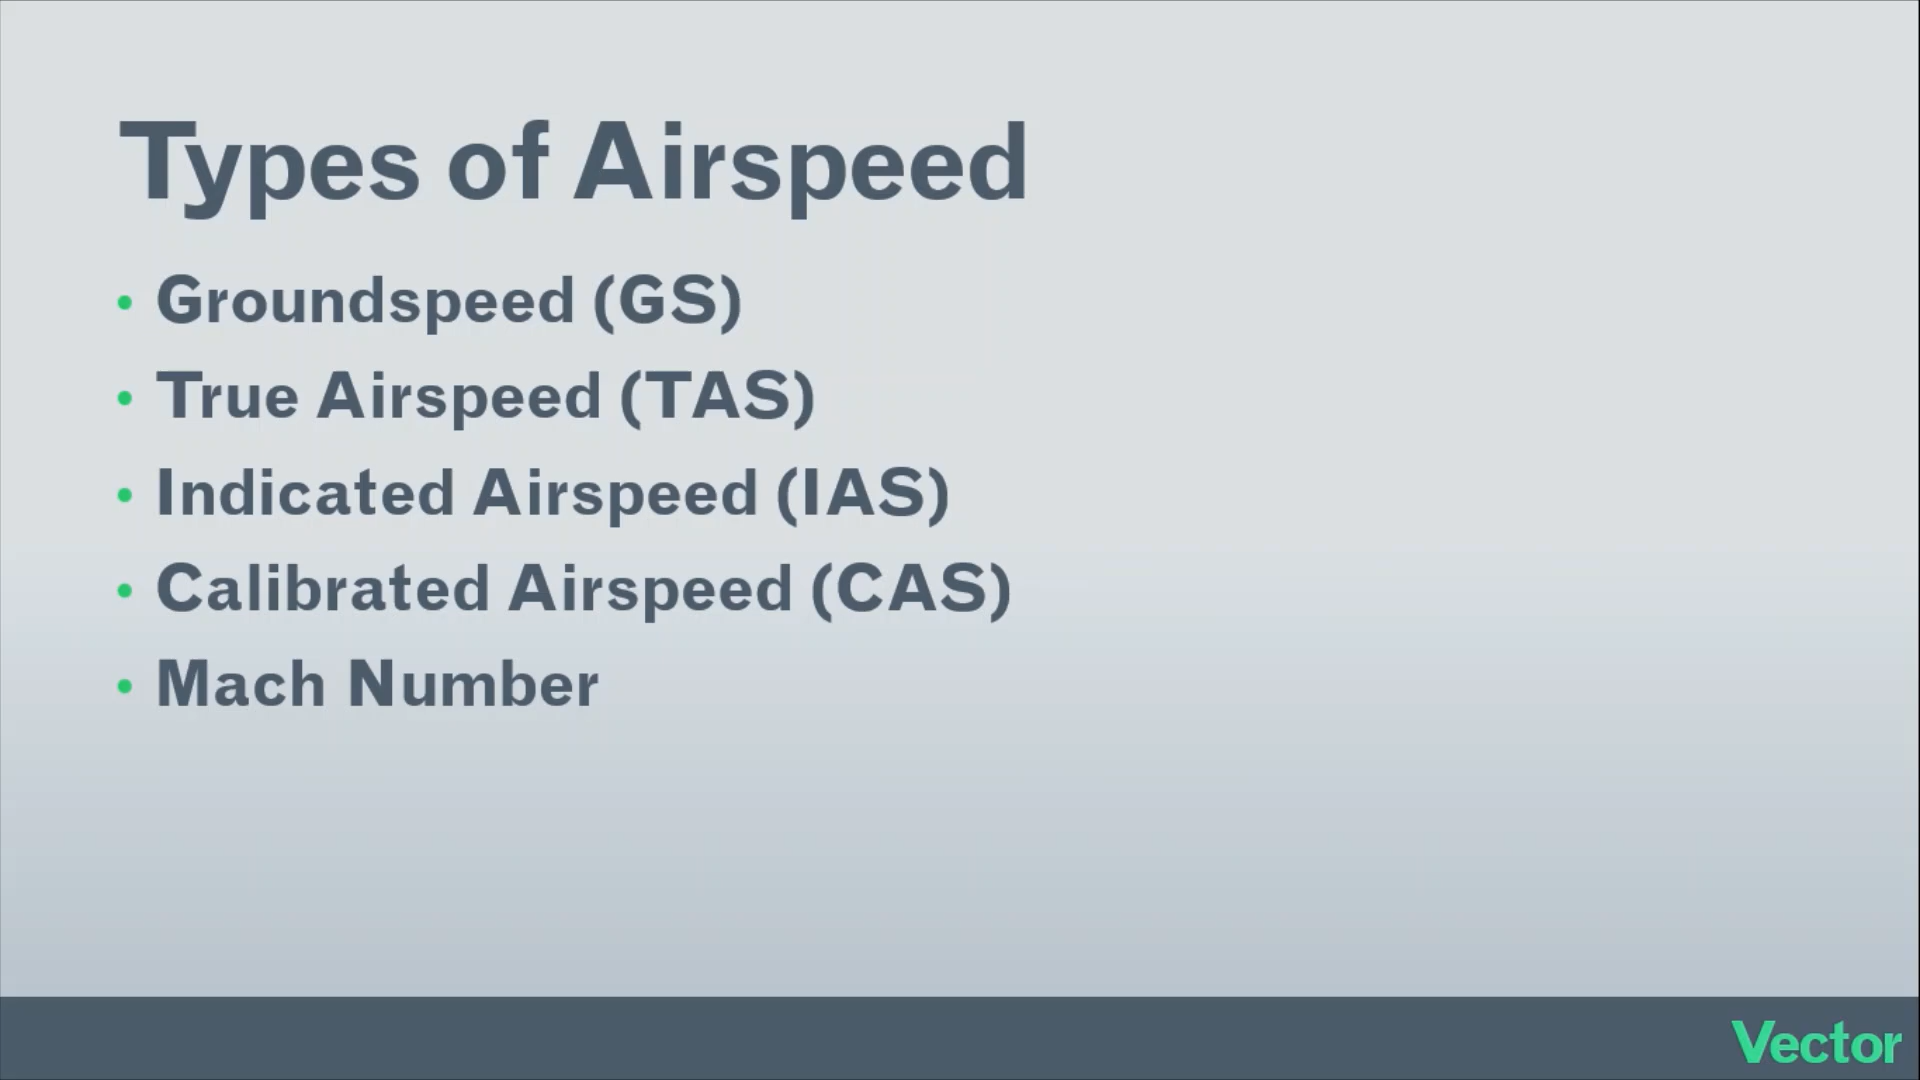 Types of Airspeed
• Groundspeed (GS)
• True Airspeed (TAS)
• Indicated Airspeed (IAS)
• Calibrated Airspeed (CAS)
• Mach Number
Vector